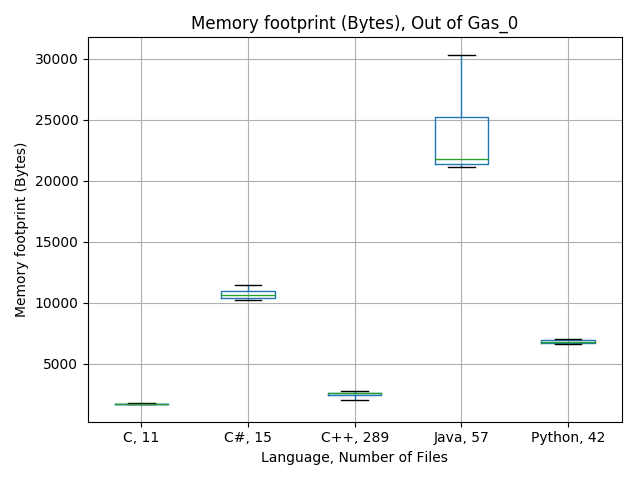 Memory footprint (Bytes), Out of Gas_0
30000
25000
20000
15000
10000
5000
Memory footprint (Bytes)
C, 11
C#, 15
C++, 289
Java, 57
Python, 42
Language, Number of Files